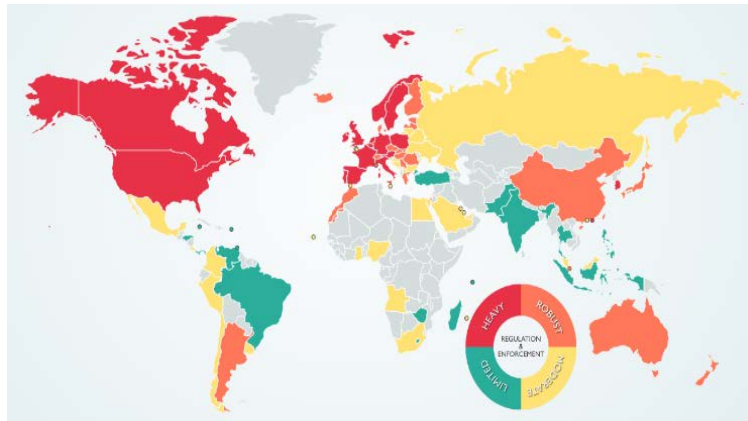 HEAVY
ROBUST
REGULATION
&
ENFORCEMENT
LIMITED
MODERATE